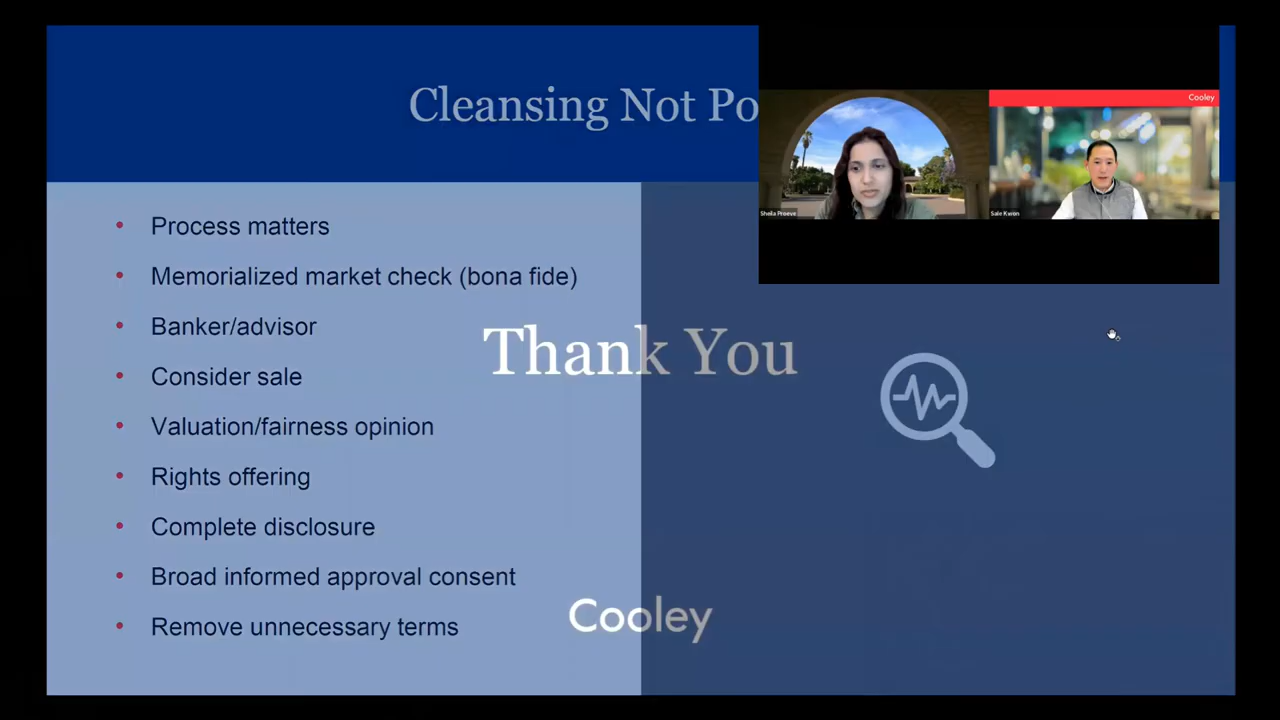 Cleansing Not Po
Cooley
Sheila Proeve
Sale Kwon
• Process matters
• Memorialized market check (bona fide)
• Banker/advisor
• Consider sale
• Valuation/fairness opinion
• Rights offering
• Complete disclosure
• Broad informed approval consent
• Remove unnecessary terms
Thank You
Cooley